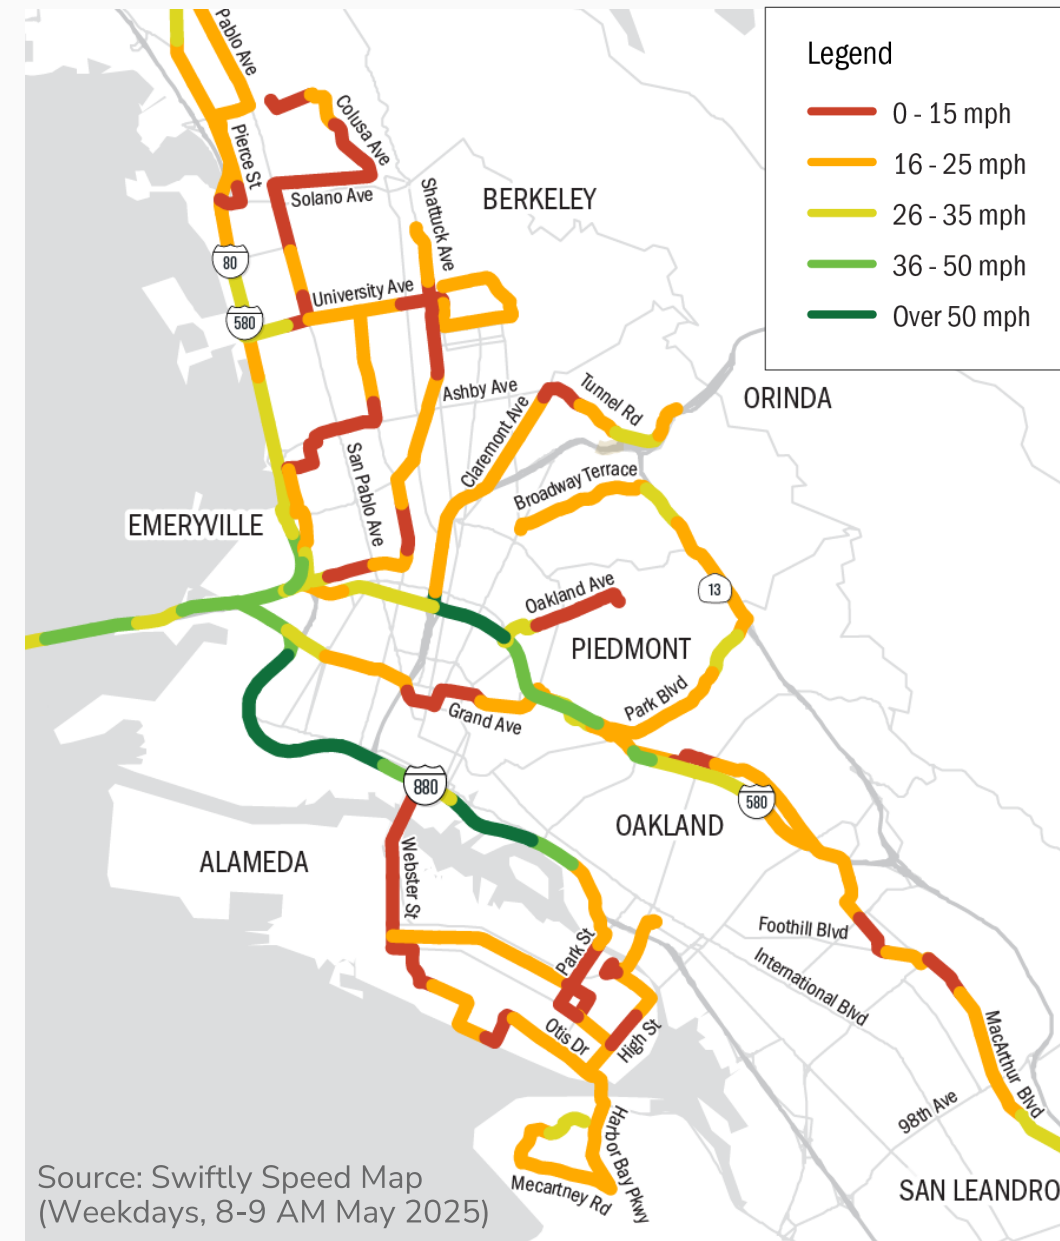 Legend
0 - 15 mph
16 - 25 mph
26 - 35 mph
36 - 50 mph
Over 50 mph
Pablo Ave
Colusa Ave
Pierce St
Solano Ave
Shattuck Ave
BERKELEY
80
University Ave
580
Ashby Ave
Tunnel Rd
ORINDA
Claremont Ave
San Pablo Ave
Broadway Terrace
EMERYVILLE
Oakland Ave
13
PIEDMONT
Park Blvd
Grand Ave
880
580
OAKLAND
ALAMEDA
Webster St
Foothill Blvd
Park St
International Blvd
Otis Dr
High St
MacArthur Blvd
98th Ave
Harbor Bay Pkwy
Mecartney Rd
SAN LEANDRO
Source: Swiftly Speed Map
(Weekdays, 8-9 AM May 2025)